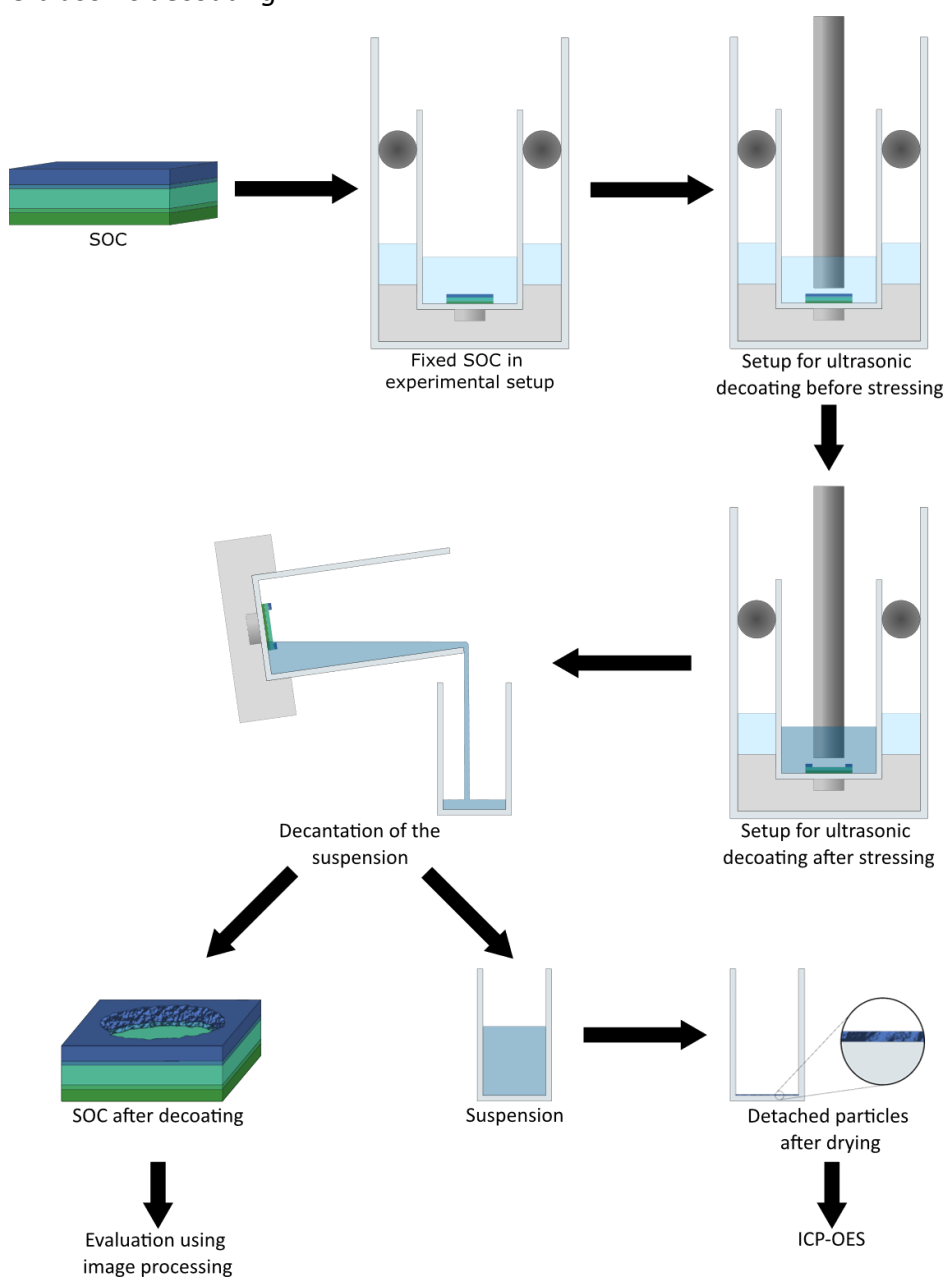 SOC
Fixed SOC in
experimental setup
Setup for ultrasonic
decoating before stressing
Setup for ultrasonic
decoating after stressing
Decantation of the
suspension
SOC after decoating
Suspension
Detached particles
after drying
Evaluation using
image processing
ICP-OES